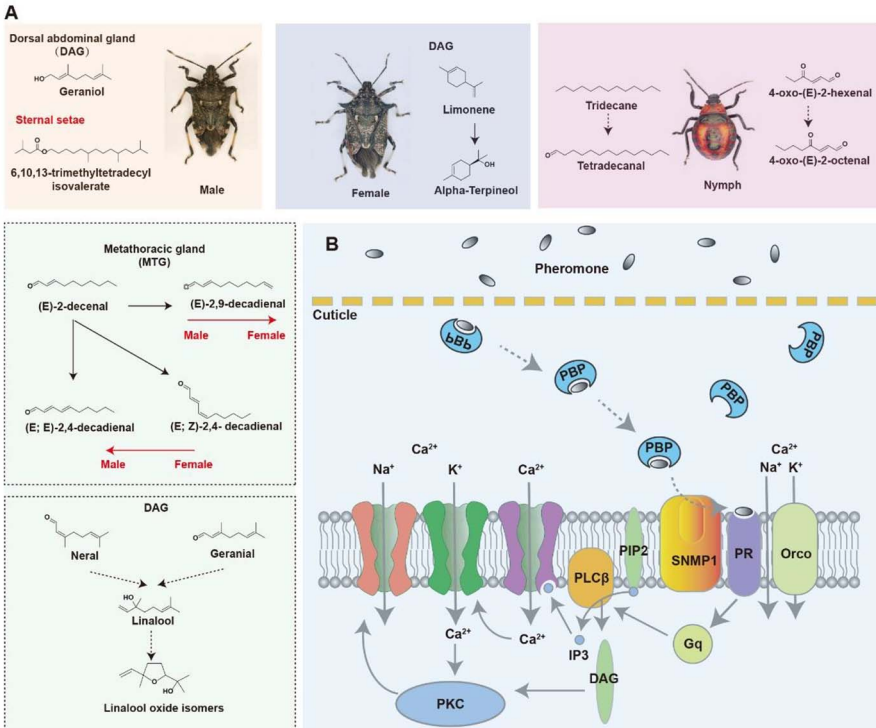 A
Dorsal abdominal gland
(DAG)
HO
Geraniol
Sternal setae
O
O
6,10,13-trimethyltetradecyl
isovalerate
Male
DAG
Limonene
OH
Alpha-Terpineol
Female
Tridecane
O
Tetradecanal
Nymph
O
O
4-oxo-(E)-2-hexenal
O
O
4-oxo-(E)-2-octenal
Metathoracic gland
(MTG)
O
(E)-2-decenal
O
(E)-2,9-decadienal
Male Female
O
(E; E)-2,4-decadienal
O
(E; Z)-2,4- decadienal
Male Female
DAG
O
Neral
O
Geranial
HO
Linalool
O
HO
Linalool oxide isomers
B
Pheromone
Cuticle
PBP
PBP
PBP
PBP
PBP
Ca²⁺
Na⁺ K⁺ Ca²⁺
Ca²⁺
Na⁺ K⁺
PIP2
PLCβ
SNMP1
PR
Orco
Ca²⁺
Ca²⁺
IP3
Gq
DAG
PKC